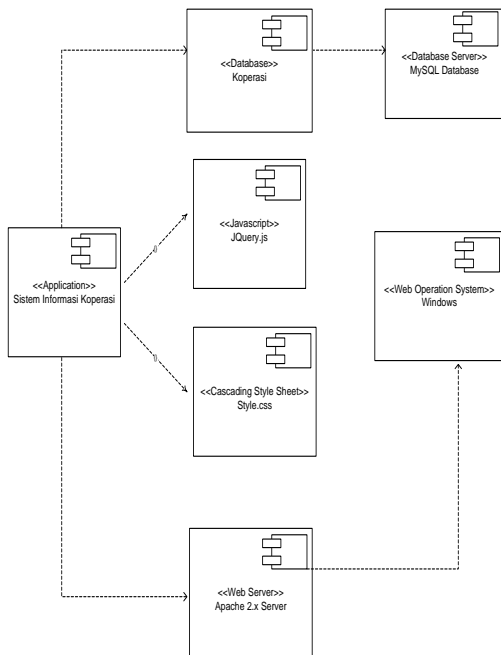 <<Database>>
Koperasi
<<Database Server>>
MySQL Database
<<Javascript>>
JQuery.js
<<Application>>
Sistem Informasi Koperasi
<<Web Operation System>>
Windows
<<Cascading Style Sheet>>
Style.css
<<Web Server>>
Apache 2.x Server